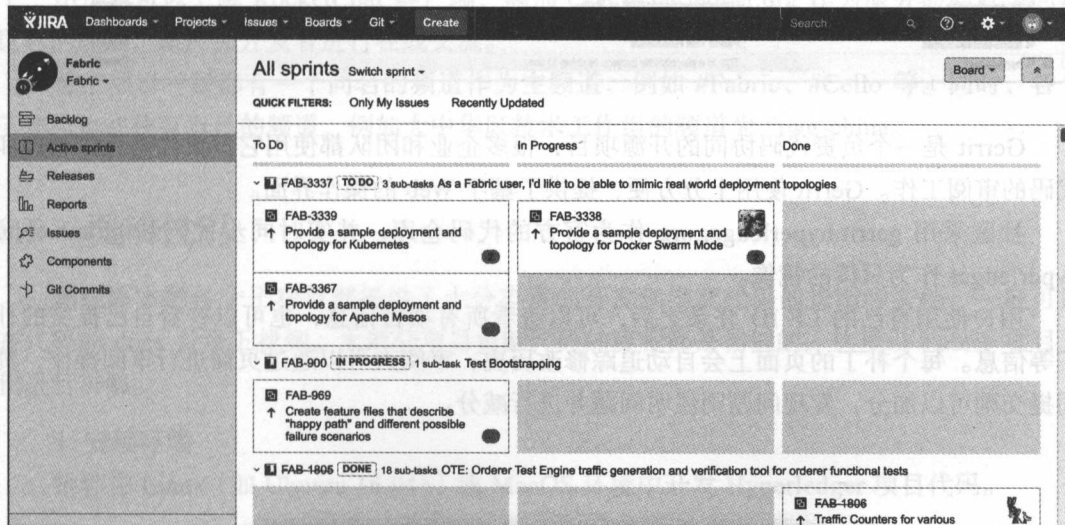 JIRA Dashboards Projects Issues Boards Git Create Search
Fabric
Fabric
All sprints Switch sprint
Board
QUICK FILTERS: Only My Issues Recently Updated
Backlog
Active sprints
Releases
Reports
Issues
Components
Git Commits
To Do In Progress Done
FAB-3337 TO DO 3 sub-tasks As a Fabric user, I'd like to be able to mimic real world deployment topologies
FAB-3339
Provide a sample deployment and
topology for Kubernetes
FAB-3338
Provide a sample deployment and
topology for Docker Swarm Mode
FAB-3367
Provide a sample deployment and
topology for Apache Mesos
FAB-900 IN PROGRESS 1 sub-task Test Bootstrapping
FAB-969
Create feature files that describe
"happy path" and different possible
failure scenarios
FAB-1805 DONE 18 sub-tasks OTE: Orderer Test Engine traffic generation and verification tool for orderer functional tests
FAB-1806
Traffic Counters for various